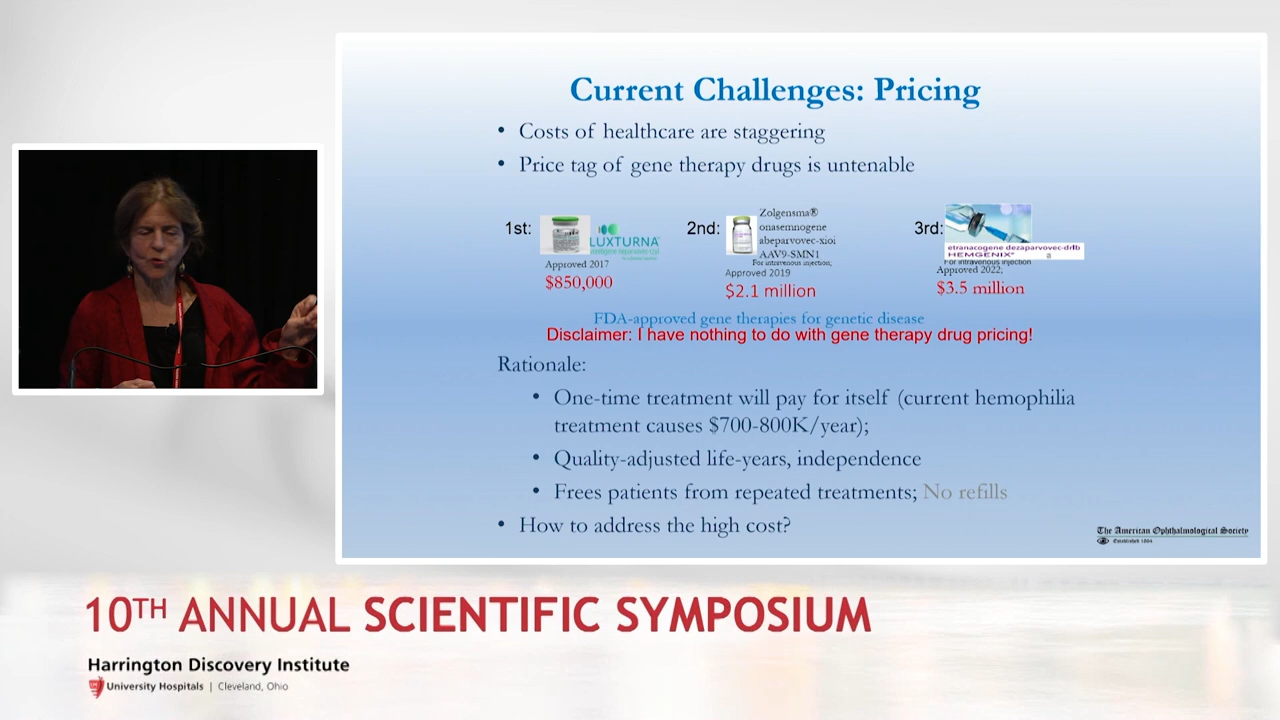 Current Challenges: Pricing
• Costs of healthcare are staggering
• Price tag of gene therapy drugs is untenable
1st:
LUXTURNA
Approved 2017
$850,000
2nd:
Zolgensma®
onasemnogene
abeparvovec-xioi
AAV9-SMN1
For intravenous injection;
Approved 2019
$2.1 million
3rd:
etranacogene dezaparvovec-drlb
HEMGENIX®
For intravenous injection
Approved 2022;
$3.5 million
FDA-approved gene therapies for genetic disease
Disclaimer: I have nothing to do with gene therapy drug pricing!
Rationale:
• One-time treatment will pay for itself (current hemophilia
treatment causes $700-800K/year);
• Quality-adjusted life-years, independence
• Frees patients from repeated treatments; No refills
• How to address the high cost?
The American Ophthalmological Society
Established 1864
10TH ANNUAL SCIENTIFIC SYMPOSIUM
Harrington Discovery Institute
University Hospitals | Cleveland, Ohio